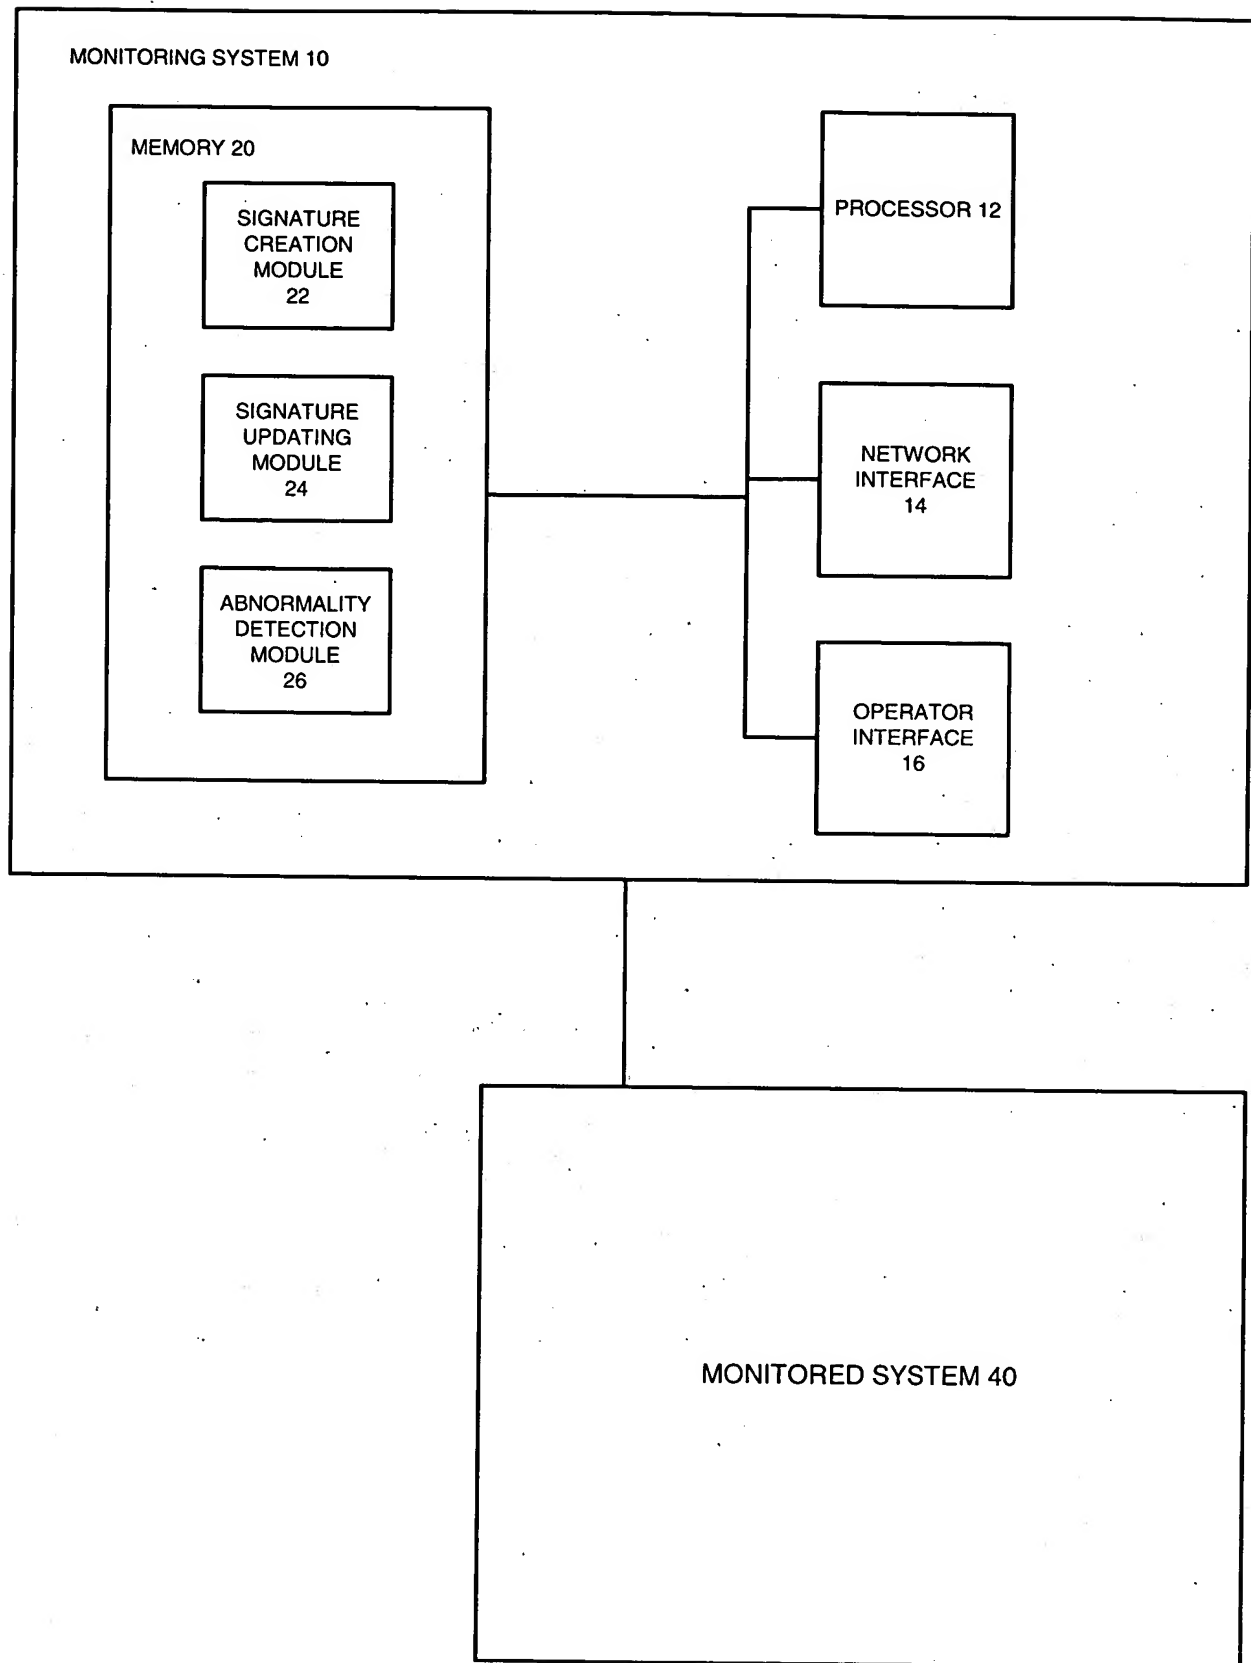 MONITORING SYSTEM 10
MEMORY 20
SIGNATURE
CREATION
MODULE
22
SIGNATURE
UPDATING
MODULE
24
ABNORMALITY
DETECTION
MODULE
26
PROCESSOR 12
NETWORK
INTERFACE
14
OPERATOR
INTERFACE
16
MONITORED SYSTEM 40